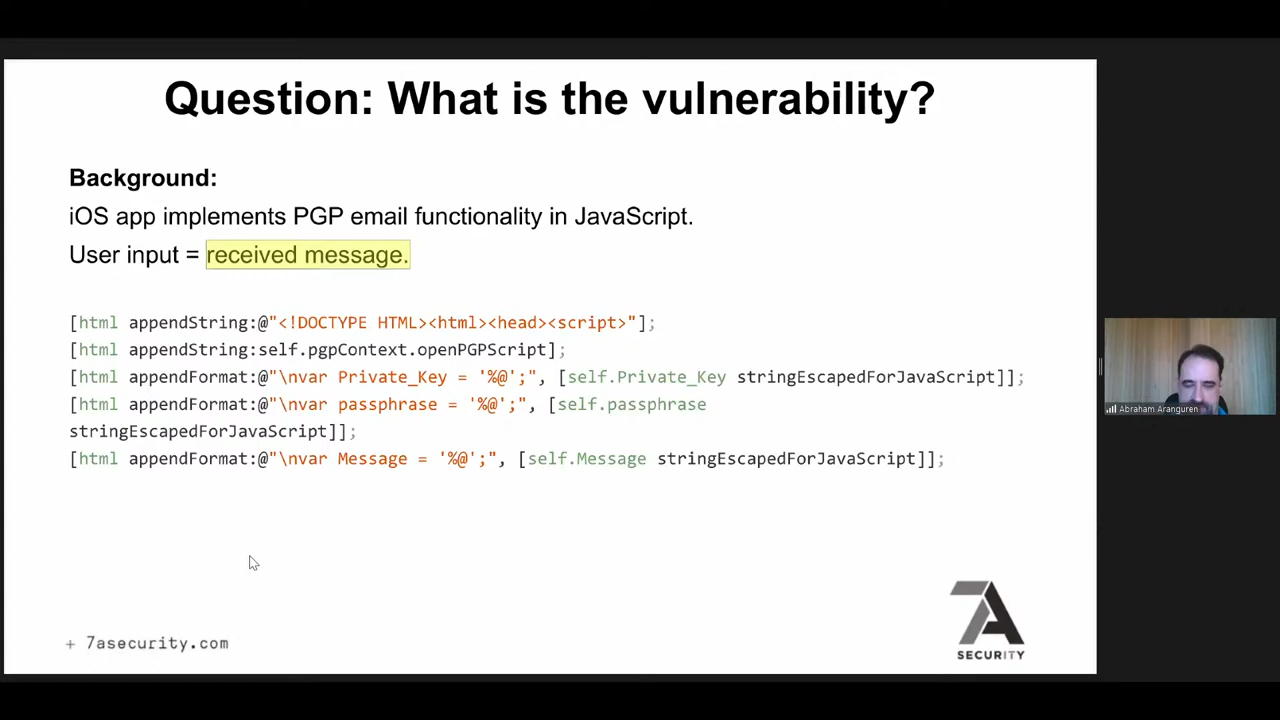 Question: What is the vulnerability?
Background:
iOS app implements PGP email functionality in JavaScript.
User input = received message.
[html appendString:@"<!DOCTYPE HTML><html><head><script>"];
[html appendString:self.pgpContext.openPGPScript];
[html appendFormat:@"\nvar Private_Key = '%@';", [self.Private_Key stringEscapedForJavaScript]];
[html appendFormat:@"\nvar passphrase = '%@';", [self.passphrase
stringEscapedForJavaScript]];
[html appendFormat:@"\nvar Message = '%@';", [self.Message stringEscapedForJavaScript]];
+ 7asecurity.com
7A
SECURITY
Abraham Aranguren